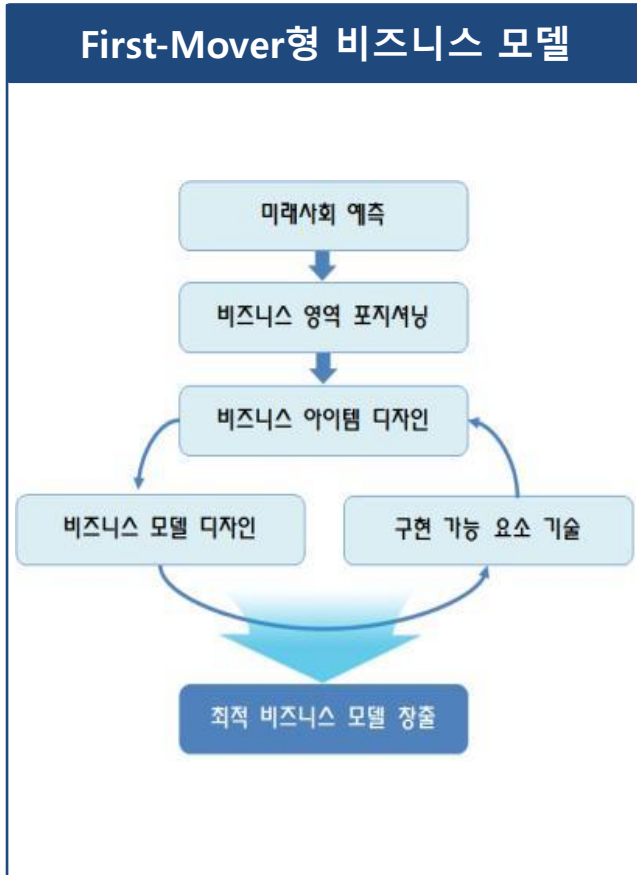 First-Mover형 비즈니스 모델
미래사회 예측
비즈니스 영역 포지셔닝
비즈니스 아이템 디자인
비즈니스 모델 디자인
구현 가능 요소 기술
최적 비즈니스 모델 창출